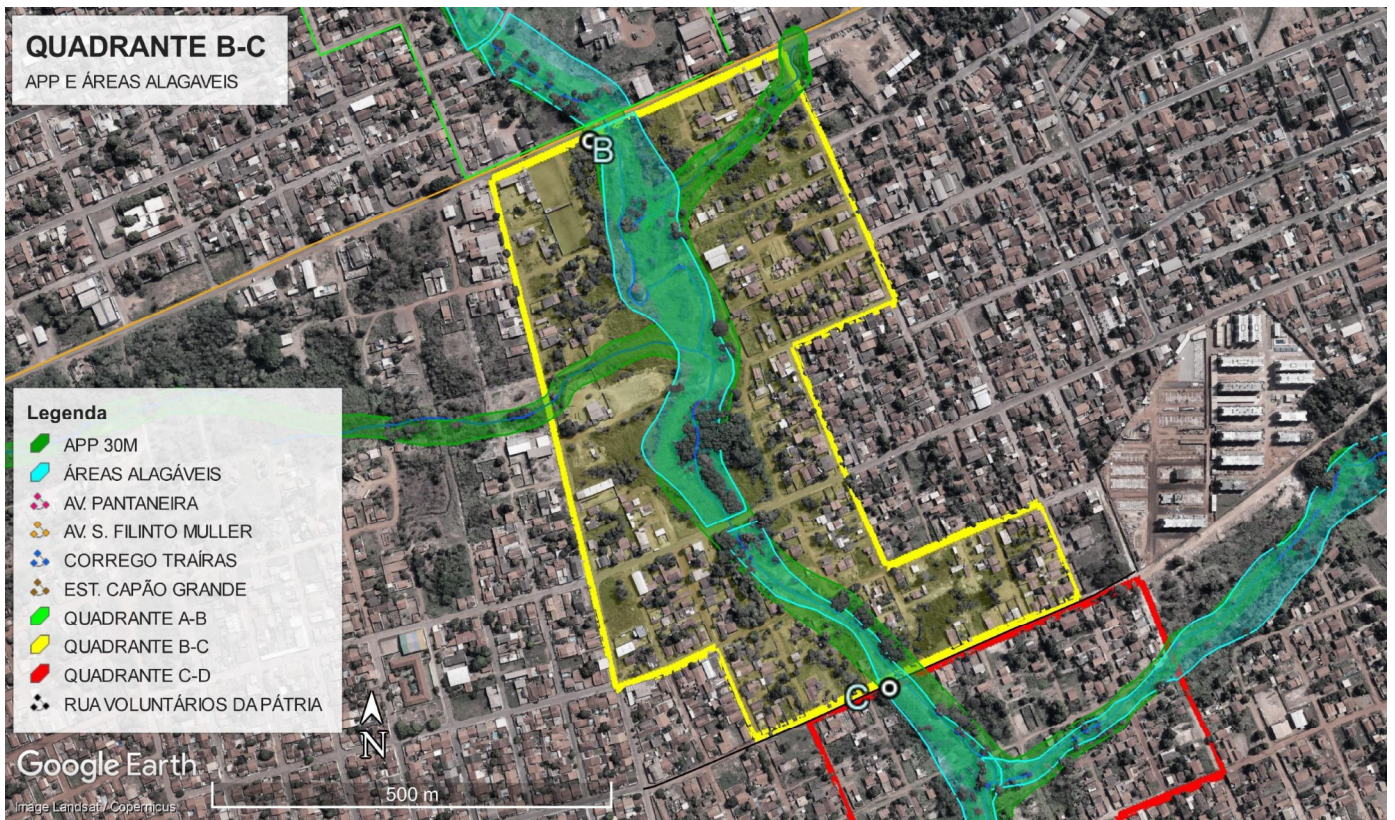 QUADRANTE B-C
APP E ÁREAS ALAGAVEIS
B
Legenda
APP 30M
ÁREAS ALAGÁVEIS
AV. PANTANEIRA
AV. S. FILINTO MULLER
CORREGO TRAÍRAS
EST. CAPÃO GRANDE
QUADRANTE A-B
QUADRANTE B-C
QUADRANTE C-D
RUA VOLUNTÁRIOS DA PÁTRIA
C
N
Google Earth
500 m
Image Landsat / Copernicus